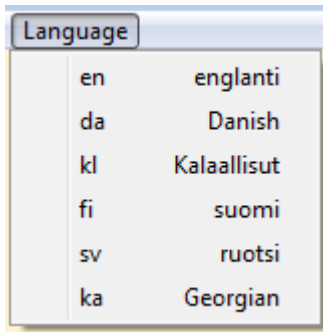 Language
en englanti
da Danish
kl Kalaallisut
fi suomi
sv ruotsi
ka Georgian